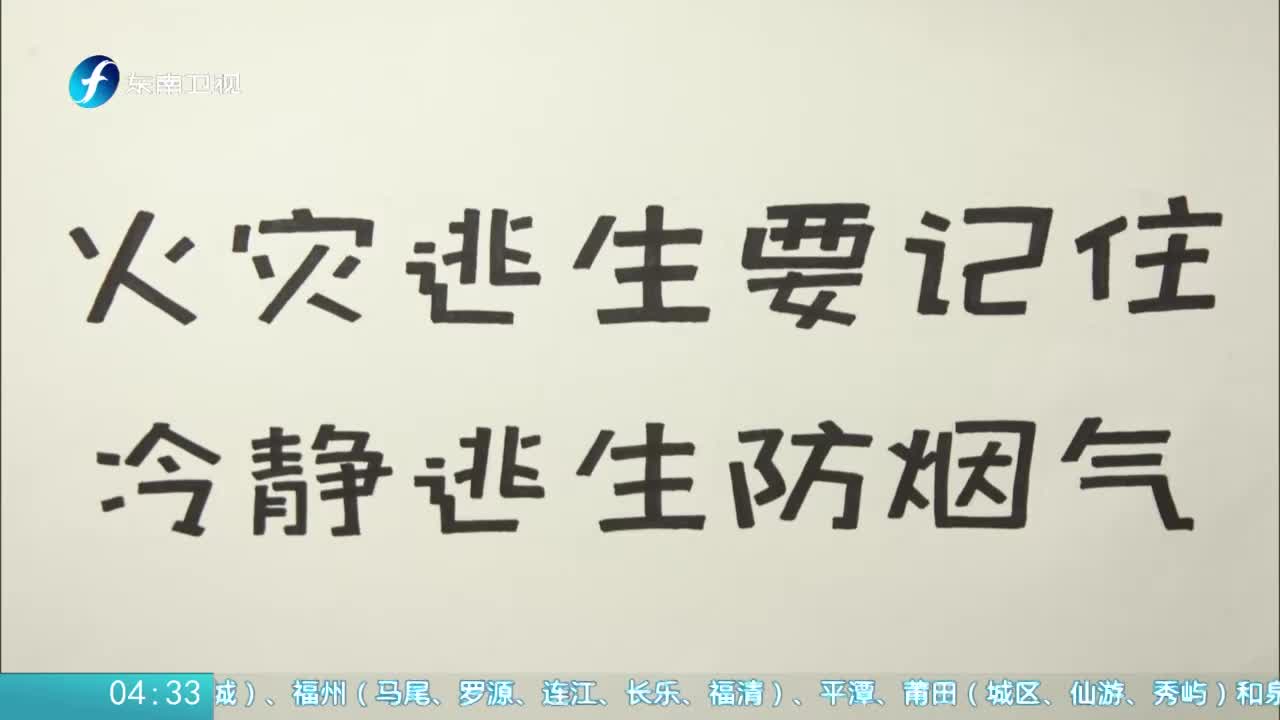 东南卫视
火灾逃生要记住
冷静逃生防烟气
04:33 )、福州（马尾、罗源、连江、长乐、福清）、平潭、莆田（城区、仙游、秀屿）和